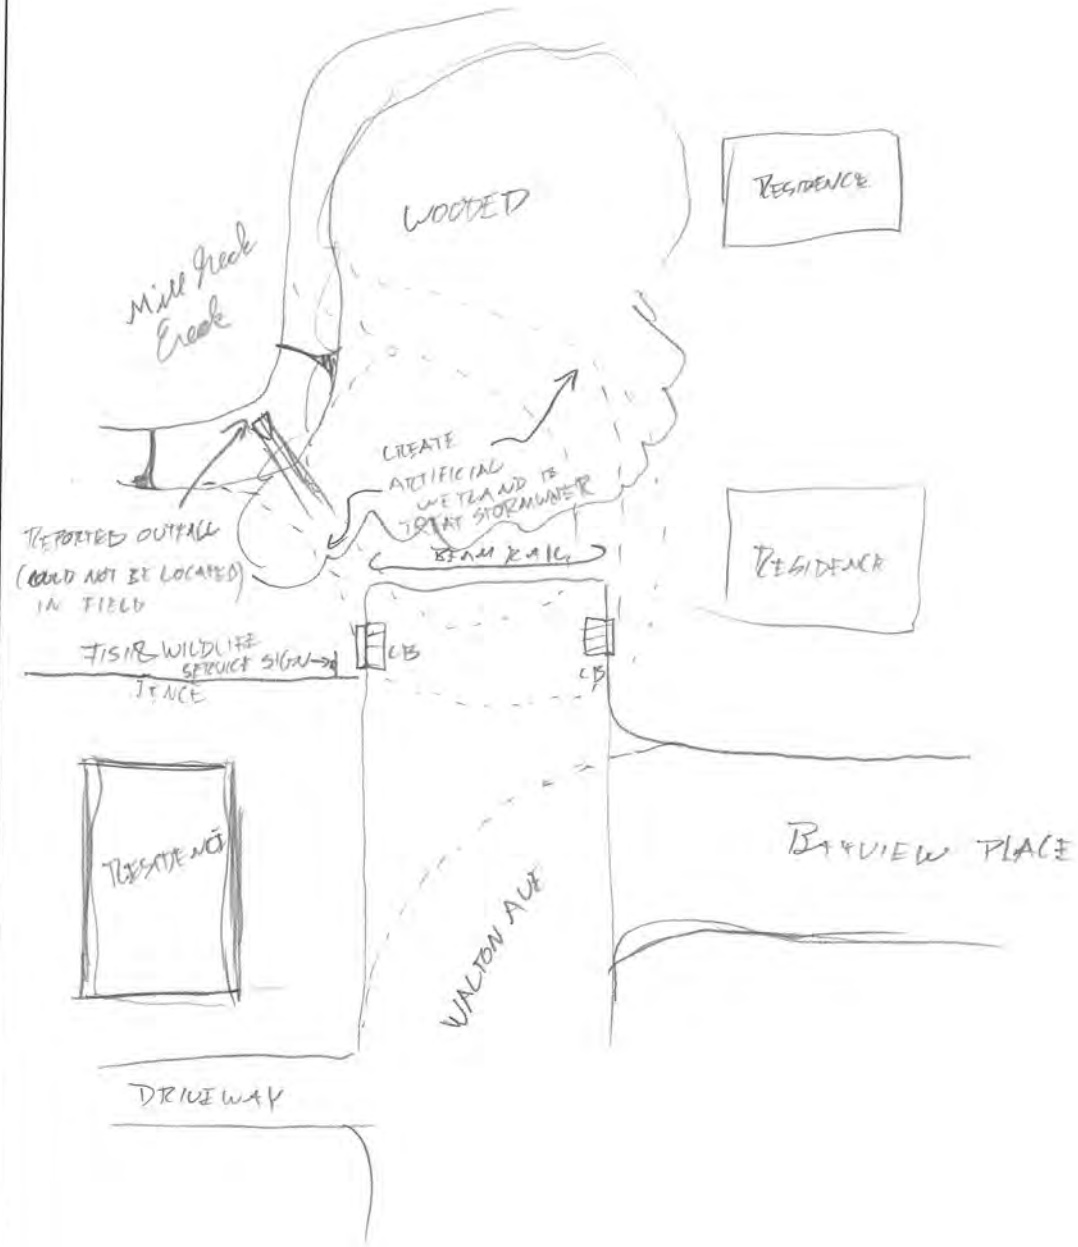 RESIDENCE
WOODED
Mill Neck
Creek
CREATE
ARTIFICIAL
WETLAND TO
TREAT STORMWATER
REPORTED OUTFALL
(COULD NOT BE LOCATED)
IN FIELD
BEAM RAIL
RESIDENCE
FISH & WILDLIFE
SERVICE SIGN
FENCE
CB
CB
RESIDENCE
BAYVIEW PLACE
WALTON AVE
DRIVEWAY